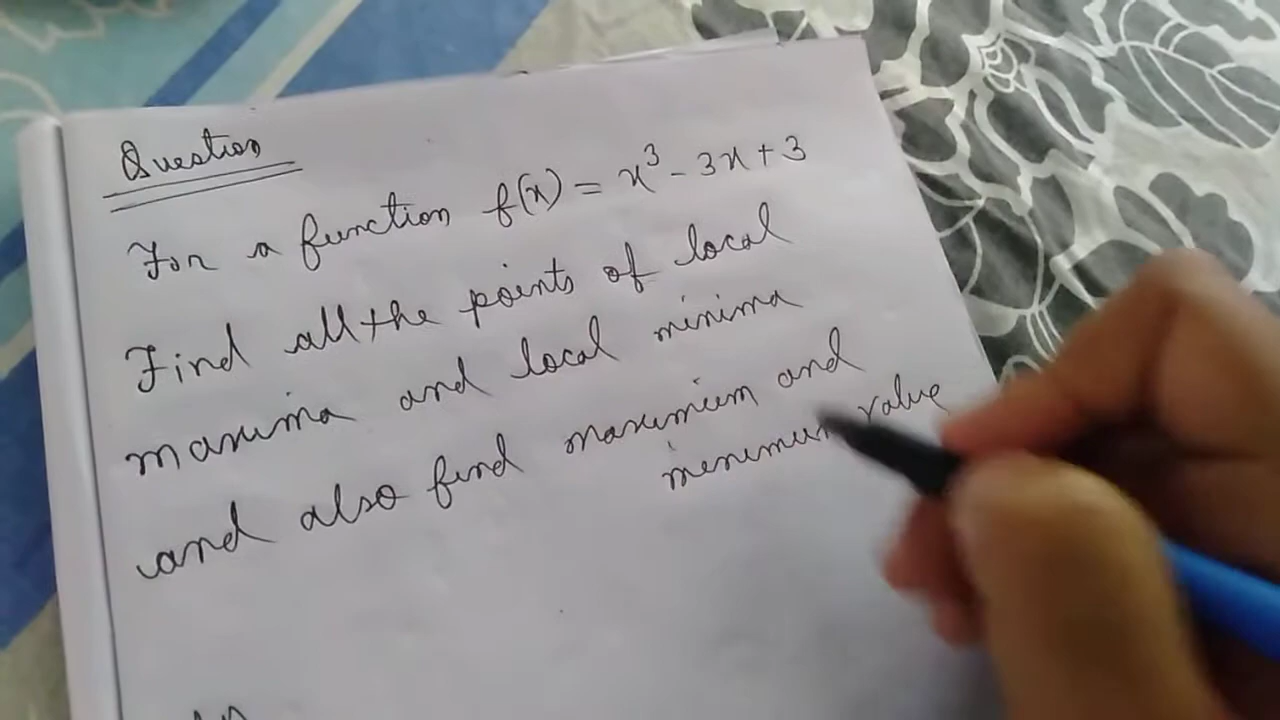 Question
For a function f(x) = x³ - 3x + 3
Find all the points of local
maxima and local minima
and also find maximum and
minimum value